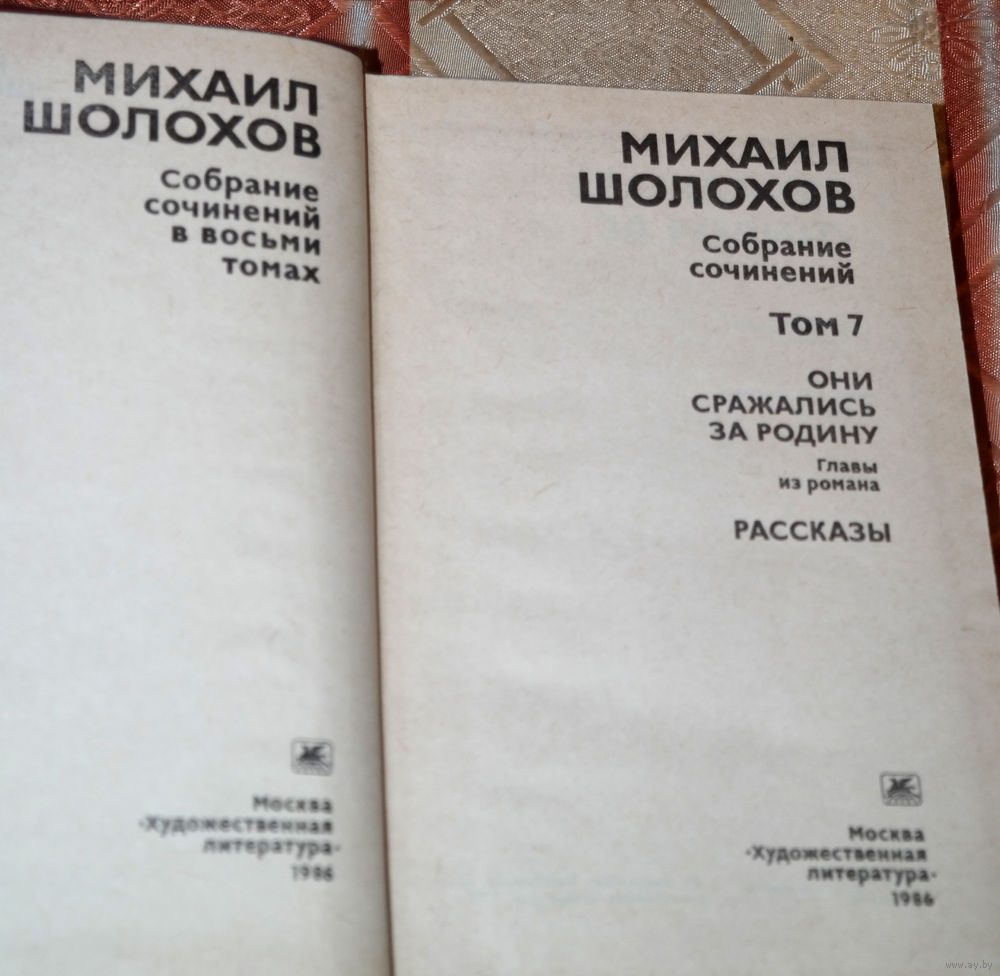 МИХАИЛ
ШОЛОХОВ
Собрание
сочинений
в восьми
томах
Москва
«Художественная
литература»
1986
МИХАИЛ
ШОЛОХОВ
Собрание
сочинений
Том 7
ОНИ
СРАЖАЛИСЬ
ЗА РОДИНУ
Главы
из романа
РАССКАЗЫ
Москва
«Художественная
литература»
1986
www.ay.by